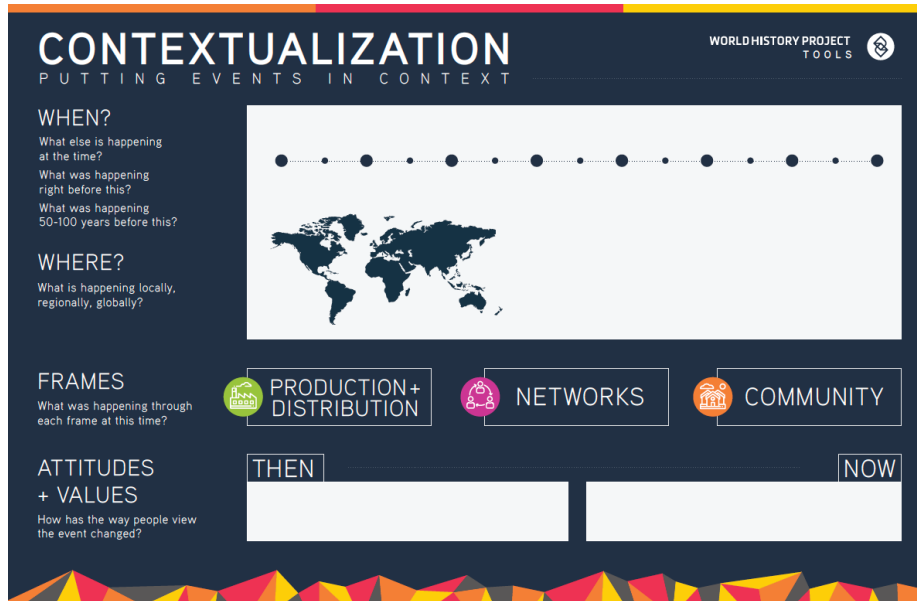 CONTEXTUALIZATION
PUTTING EVENTS IN CONTEXT
WORLD HISTORY PROJECT
TOOLS
WHEN?
What else is happening
at the time?
What was happening
right before this?
What was happening
50-100 years before this?
WHERE?
What is happening locally,
regionally, globally?
FRAMES
What was happening through
each frame at this time?
PRODUCTION+
DISTRIBUTION
NETWORKS
COMMUNITY
ATTITUDES
+ VALUES
How has the way people view
the event changed?
THEN
NOW